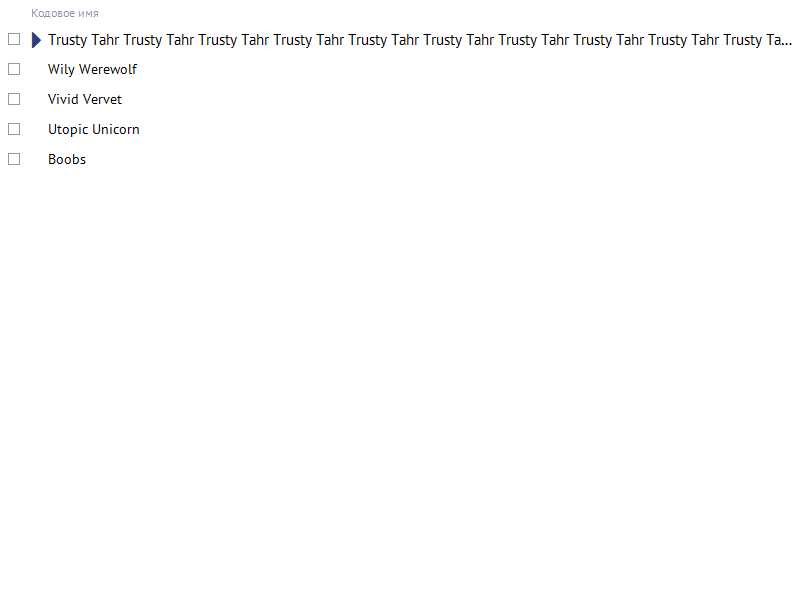 Кодовое имя
Trusty Tahr Trusty Tahr Trusty Tahr Trusty Tahr Trusty Tahr Trusty Tahr Trusty Tahr Trusty Tahr Trusty Tahr Trusty Ta...
Wily Werewolf
Vivid Vervet
Utopic Unicorn
Boobs